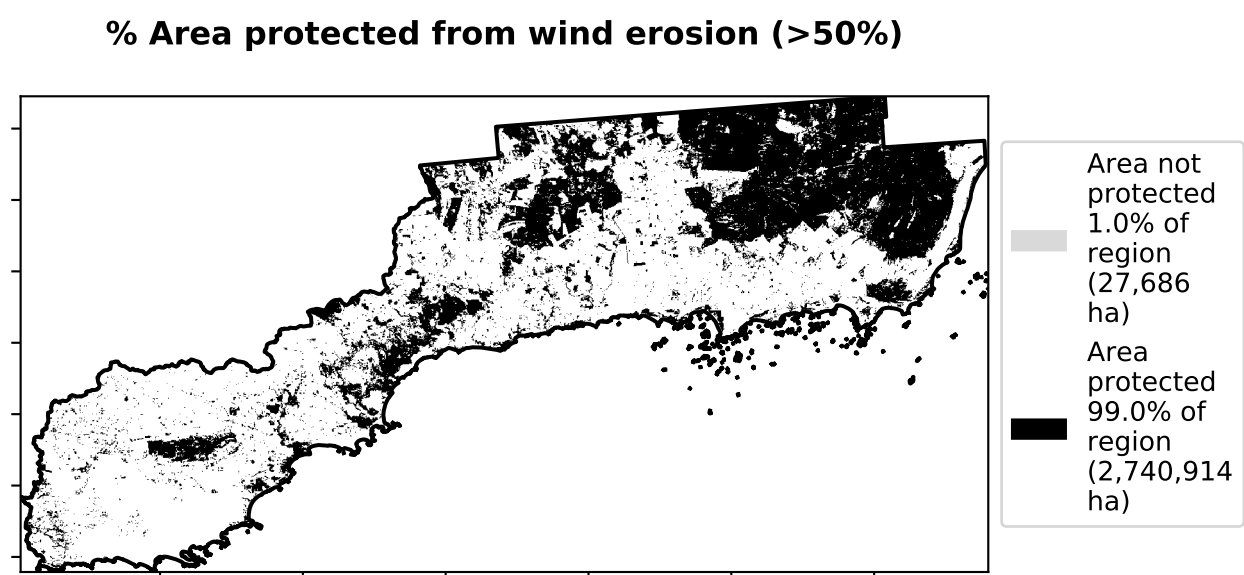 % Area protected from wind erosion (>50%)
Area not
protected
1.0% of
region
(27,686
ha)
Area
protected
99.0% of
region
(2,740,914
ha)